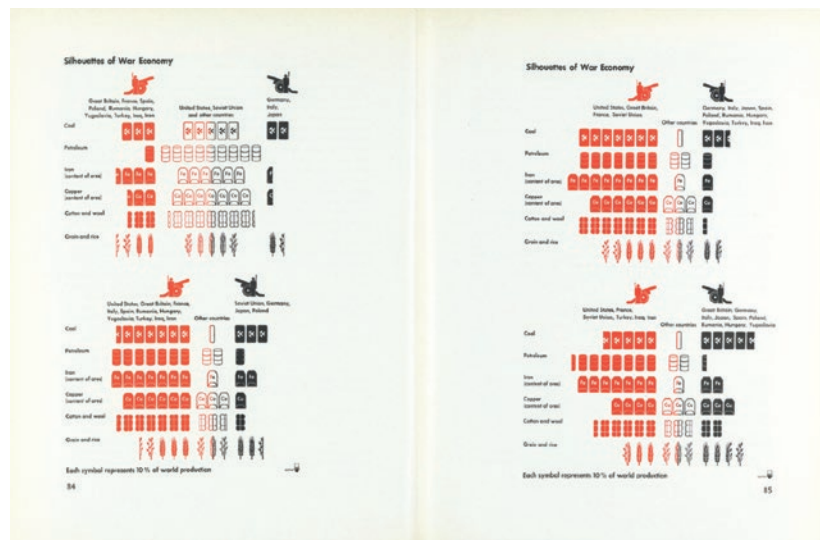 Silhouettes of War Economy
Great Britain, France, Spain,
Poland, Rumania, Hungary,
Yugoslavia, Turkey, Iraq, Iran
United States, Soviet Union
and other countries
Germany,
Italy,
Japan
Coal
Petroleum
Iron
(content of ores)
Copper
(content of ores)
Cotton and wool
Grain and rice
United States, Great Britain, France,
Italy, Spain, Rumania, Hungary,
Yugoslavia, Turkey, Iraq, Iran
Other countries
Soviet Union, Germany,
Japan, Poland
Coal
Petroleum
Iron
(content of ores)
Copper
(content of ores)
Cotton and wool
Grain and rice
Each symbol represents 10% of world production
84
Silhouettes of War Economy
United States, Great Britain,
France, Soviet Union
Other countries
Germany, Italy, Japan, Spain,
Poland, Rumania, Hungary,
Yugoslavia, Turkey, Iraq, Iran
Coal
Petroleum
Iron
(content of ores)
Copper
(content of ores)
Cotton and wool
Grain and rice
United States, France,
Soviet Union, Turkey, Iraq, Iran
Other countries
Great Britain, Germany,
Italy, Japan, Spain, Poland,
Rumania, Hungary, Yugoslavia
Coal
Petroleum
Iron
(content of ores)
Copper
(content of ores)
Cotton and wool
Grain and rice
Each symbol represents 10% of world production
85